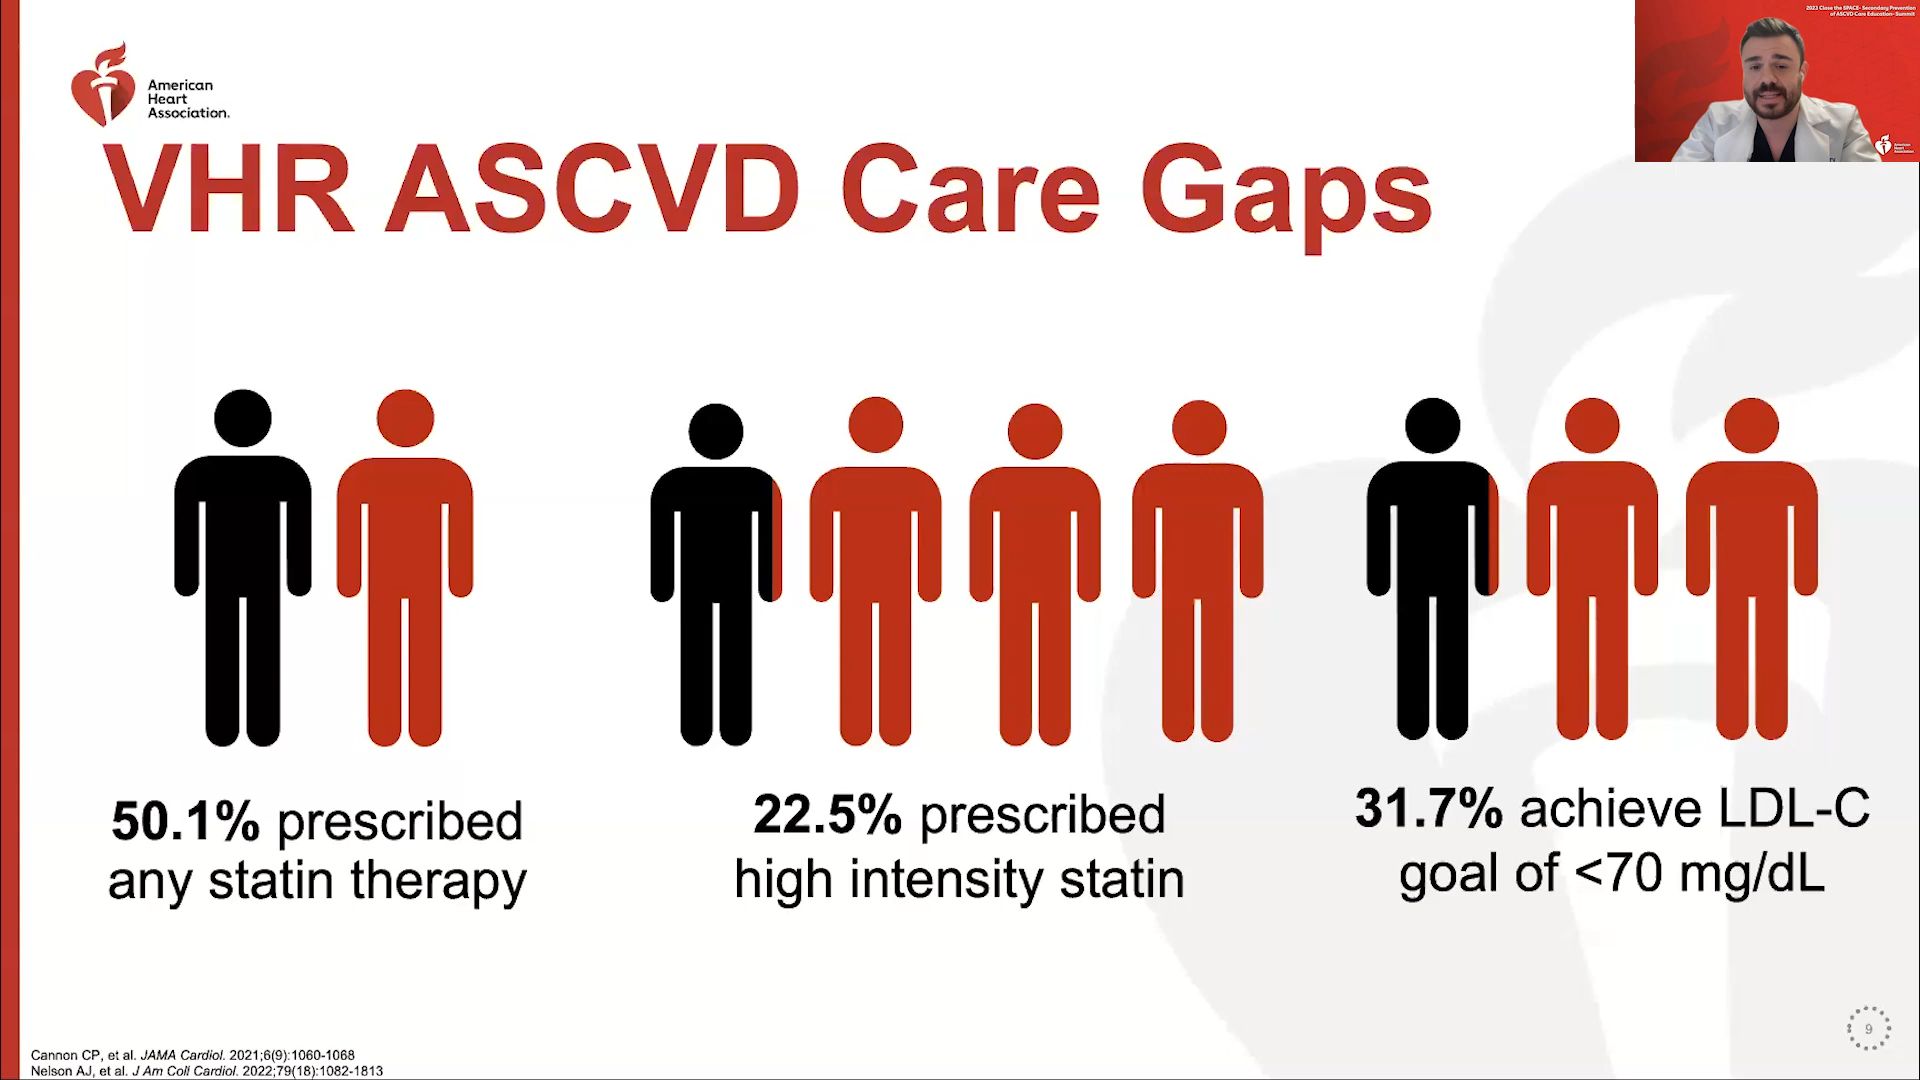 2023 Close the SPACE- Secondary Prevention
of ASCVD Care Education- Summit
American
Heart
Association.
American
Heart
Association.
VHR ASCVD Care Gaps
50.1% prescribed
any statin therapy
22.5% prescribed
high intensity statin
31.7% achieve LDL-C
goal of <70 mg/dL
9
Cannon CP, et al. JAMA Cardiol. 2021;6(9):1060-1068
Nelson AJ, et al. J Am Coll Cardiol. 2022;79(18):1082-1813